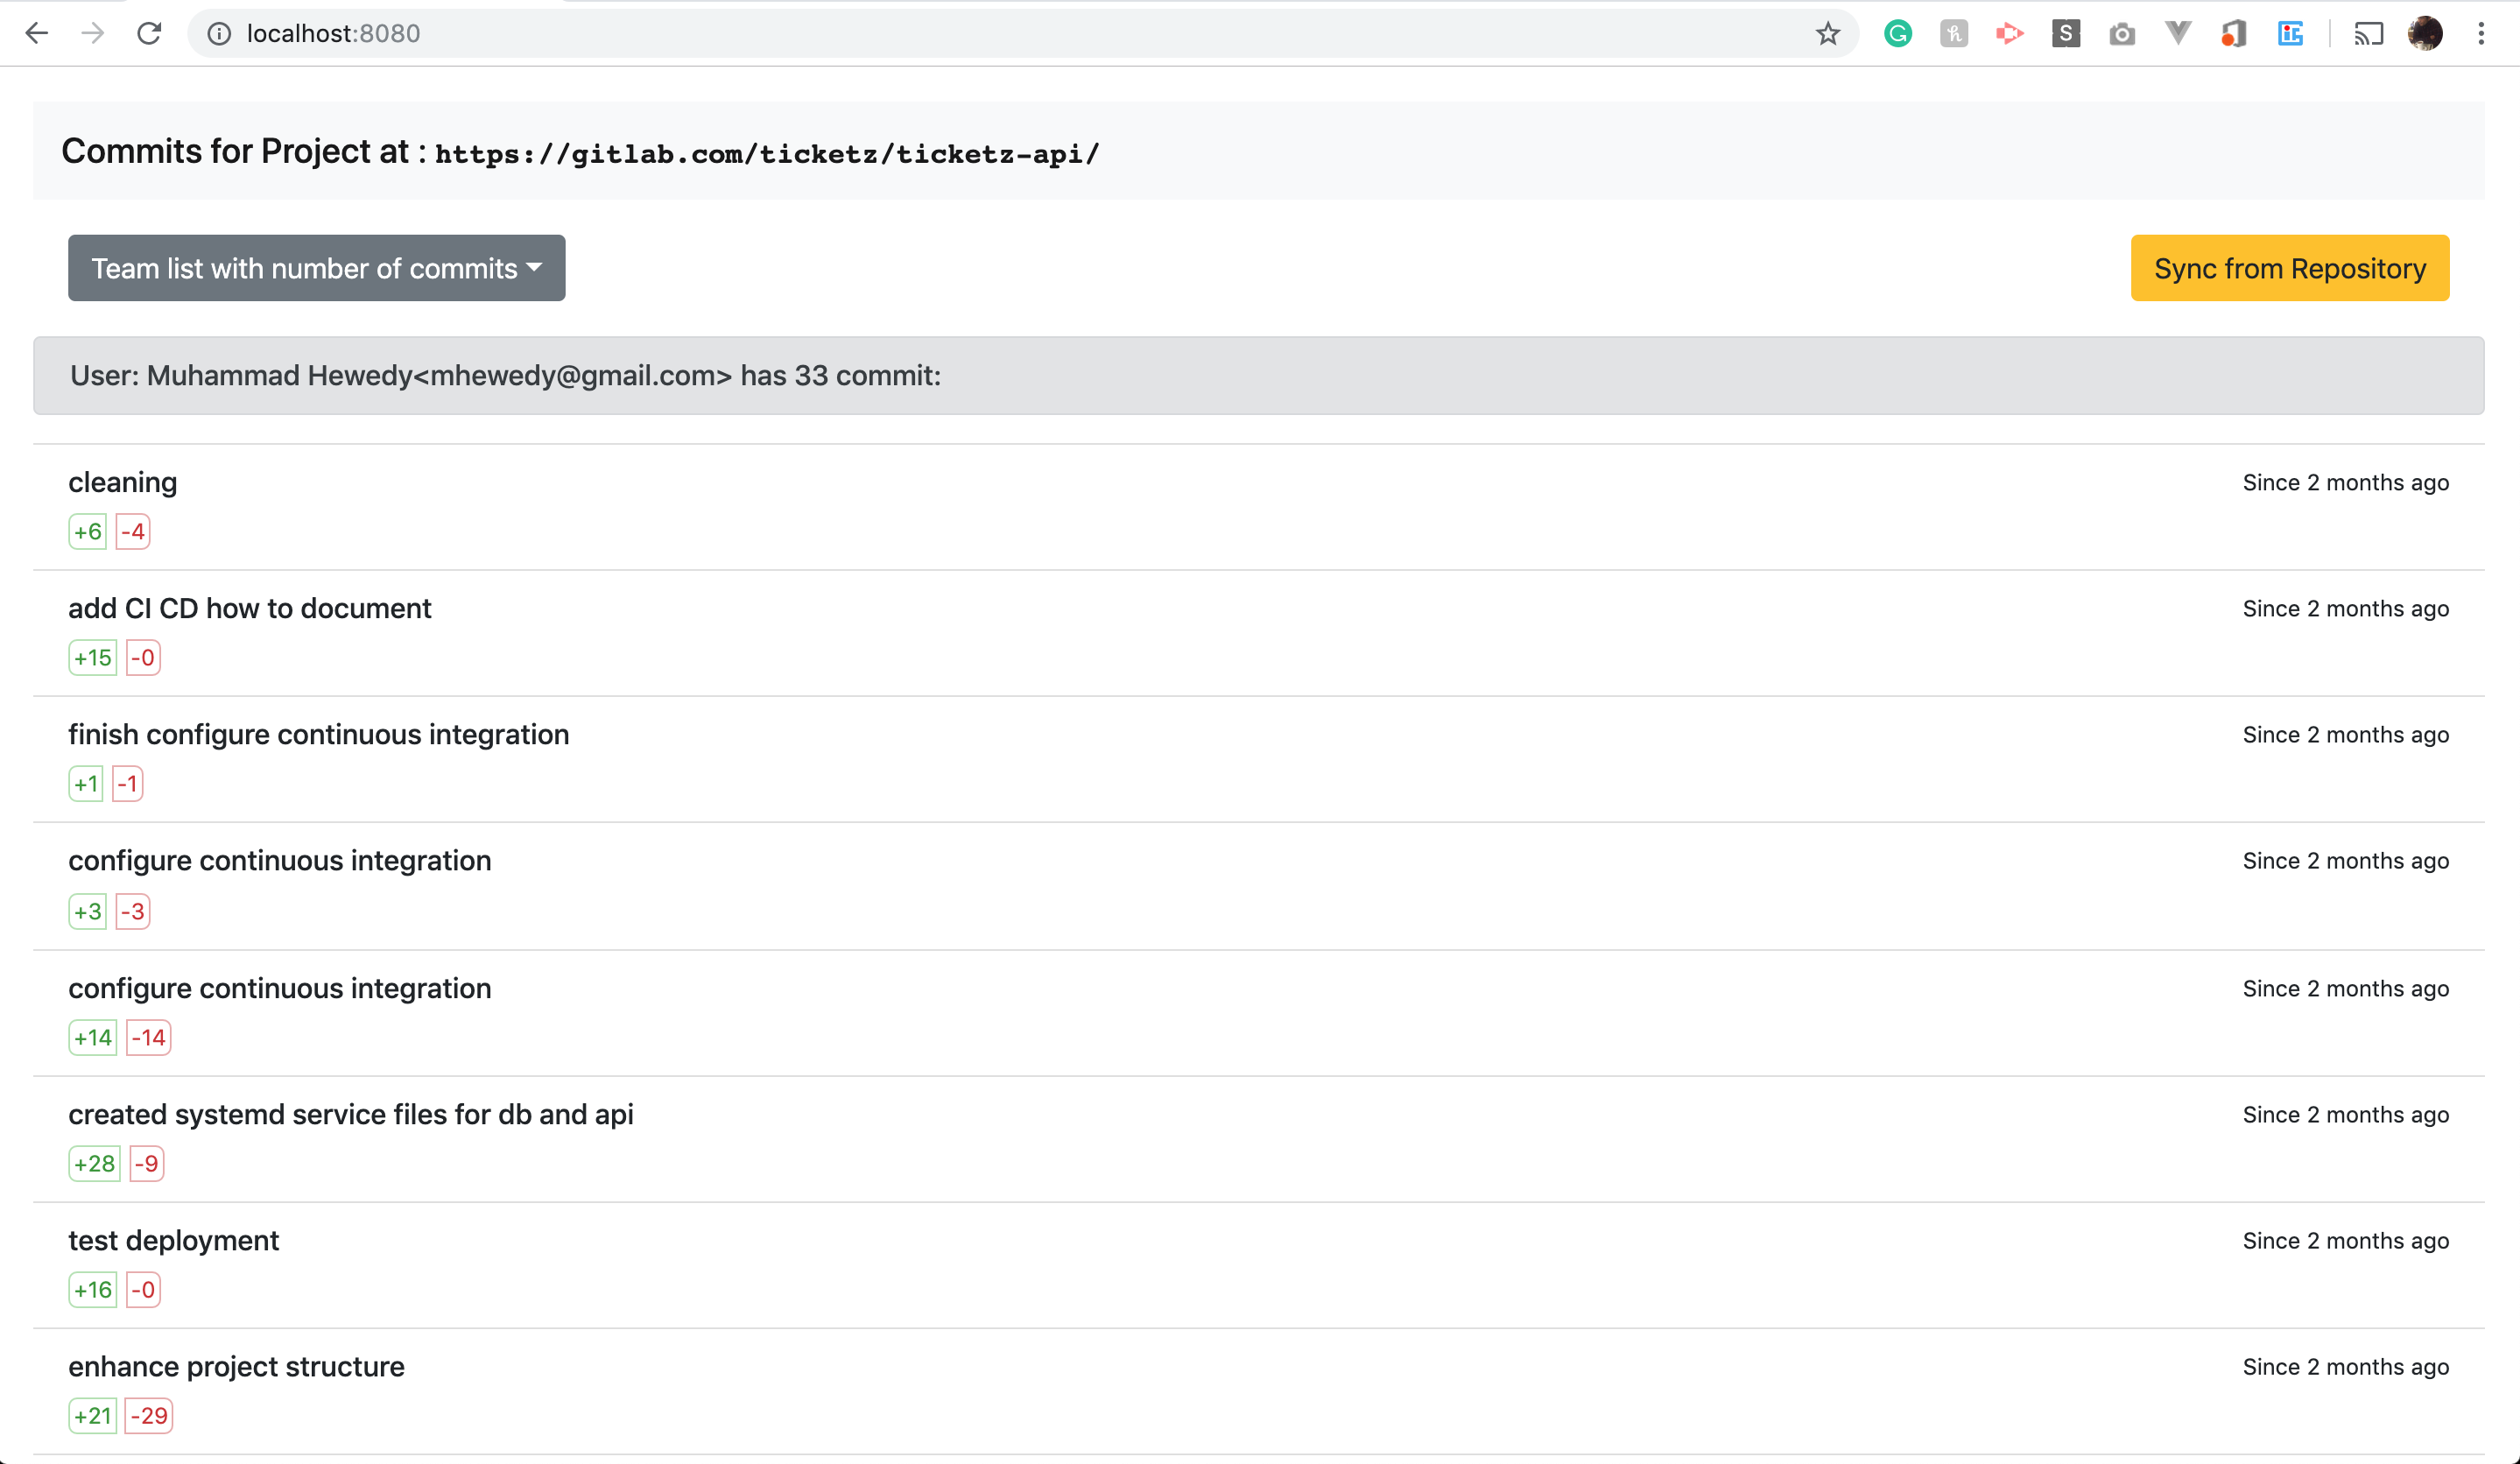 localhost:8080
Commits for Project at : https://gitlab.com/ticketz/ticketz-api/
Team list with number of commits
Sync from Repository
User: Muhammad Hewedy<mhewedy@gmail.com> has 33 commit:
cleaning
Since 2 months ago
+6 -4
add CI CD how to document
Since 2 months ago
+15 -0
finish configure continuous integration
Since 2 months ago
+1 -1
configure continuous integration
Since 2 months ago
+3 -3
configure continuous integration
Since 2 months ago
+14 -14
created systemd service files for db and api
Since 2 months ago
+28 -9
test deployment
Since 2 months ago
+16 -0
enhance project structure
Since 2 months ago
+21 -29